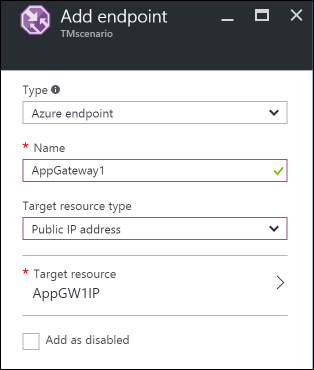 Add endpoint
TMscenario
Type
Azure endpoint
* Name
AppGateway1
Target resource type
Public IP address
* Target resource
AppGW1IP
Add as disabled